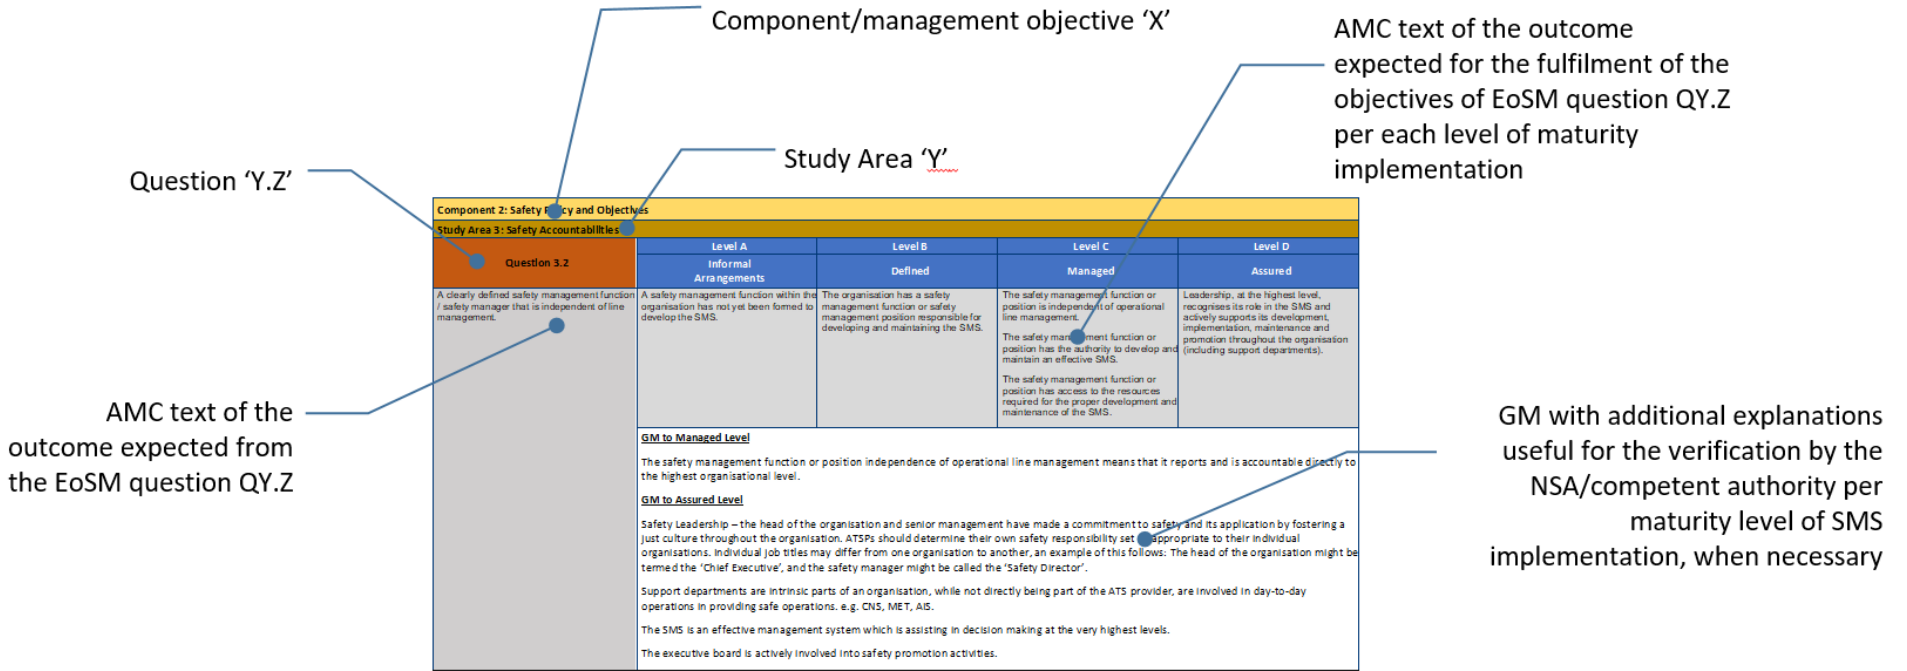 Component/management objective ‘X’
AMC text of the outcome
expected for the fulfilment of the
objectives of EoSM question QY.Z
per each level of maturity
implementation
Study Area ‘Y’
Question ‘Y.Z’
Component 2: Safety Policy and Objectives
Study Area 3: Safety Accountabilities
Question 3.2
Level A
Level B
Level C
Level D
Informal
Arrangements
Defined
Managed
Assured
A clearly defined safety management function
/ safety manager that is independent of line
management.
A safety management function within the
organisation has not yet been formed to
develop the SMS.
The organisation has a safety
management function or safety
management position responsible for
developing and maintaining the SMS.
The safety management function or
position is independent of operational
line management.
The safety management function or
position has the authority to develop and
maintain an effective SMS.
The safety management function or
position has access to the resources
required for the proper development and
maintenance of the SMS.
Leadership, at the highest level,
recognises its role in the SMS and
actively supports its development,
implementation, maintenance and
promotion throughout the organisation
(including support departments).
AMC text of the
outcome expected from
the EoSM question QY.Z
GM to Managed Level
The safety management function or position independence of operational line management means that it reports and is accountable directly to
the highest organisational level.
GM to Assured Level
Safety Leadership – the head of the organisation and senior management have made a commitment to safety and its application by fostering a
just culture throughout the organisation. ATSPs should determine their own safety responsibility set appropriate to their individual
organisations. Individual job titles may differ from one organisation to another, an example of this follows: The head of the organisation might be
termed the ‘Chief Executive’, and the safety manager might be called the ‘Safety Director’.
Support departments are intrinsic parts of an organisation, while not directly being part of the ATS provider, are involved in day-to-day
operations in providing safe operations. e.g. CNS, MET, AIS.
The SMS is an effective management system which is assisting in decision making at the very highest levels.
The executive board is actively involved into safety promotion activities.
GM with additional explanations
useful for the verification by the
NSA/competent authority per
maturity level of SMS
implementation, when necessary